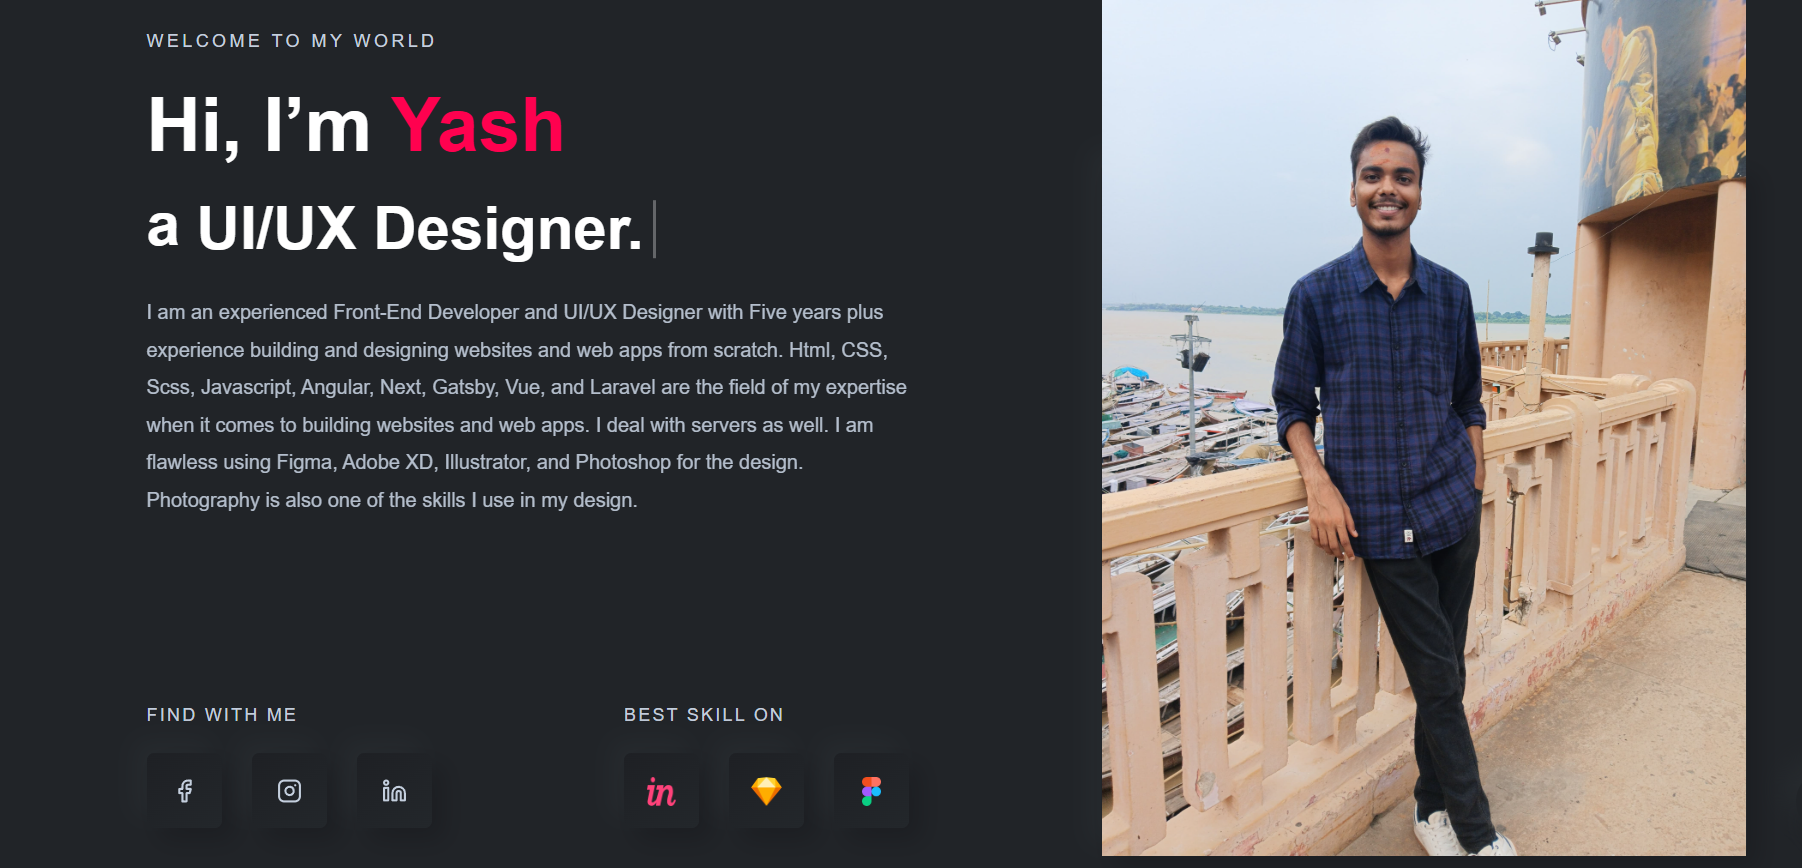 WELCOME TO MY WORLD
Hi, I’m Yash
a UI/UX Designer.
I am an experienced Front-End Developer and UI/UX Designer with Five years plus
experience building and designing websites and web apps from scratch. Html, CSS,
Scss, Javascript, Angular, Next, Gatsby, Vue, and Laravel are the field of my expertise
when it comes to building websites and web apps. I deal with servers as well. I am
flawless using Figma, Adobe XD, Illustrator, and Photoshop for the design.
Photography is also one of the skills I use in my design.
FIND WITH ME
BEST SKILL ON
in
in